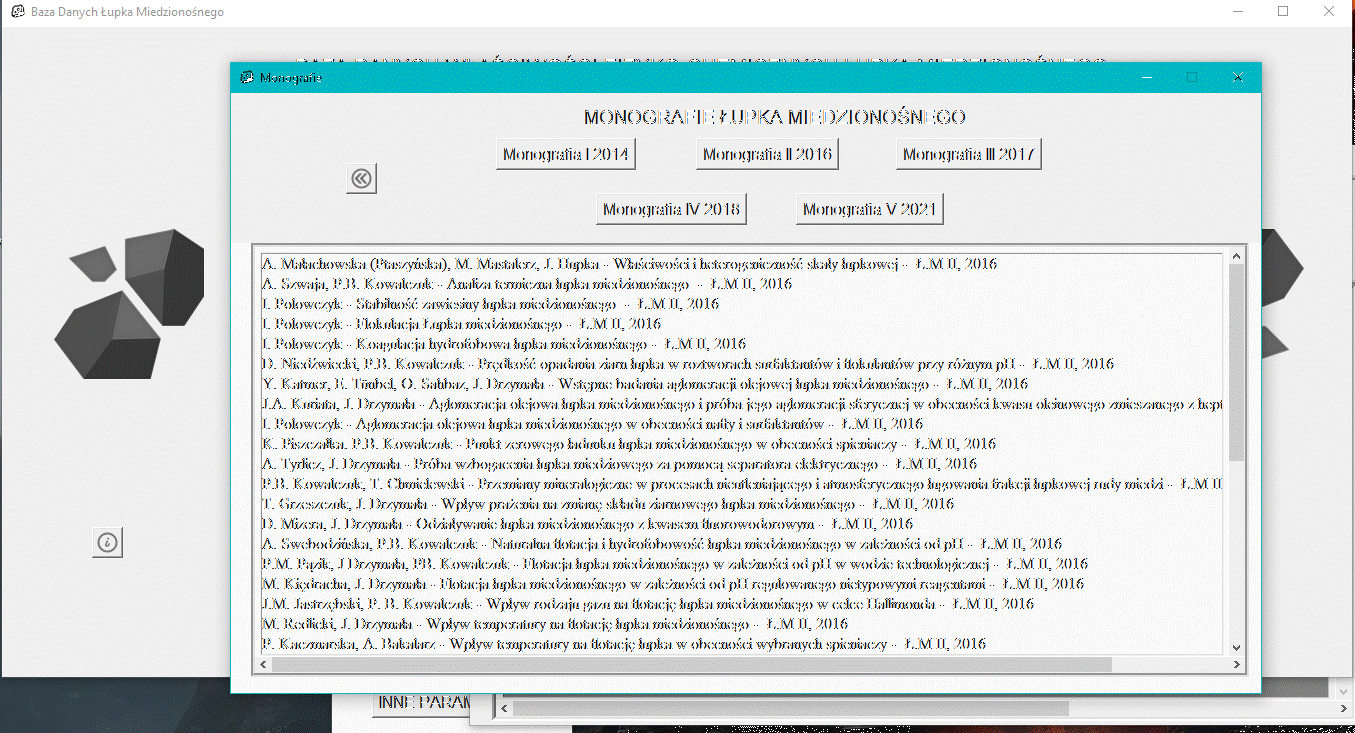 Baza Danych Łupka Miedzionośnego
Monografie
MONOGRAFIE ŁUPKA MIEDZIONOŚNEGO
Monografia I 2014
Monografia II 2016
Monografia III 2017
Monografia IV 2018
Monografia V 2021
A. Małachowska (Ptaszyńska), M. Mastalerz, J. Hupka - Właściwości i heterogeniczność skały łupkowej - Ł.M II, 2016
A. Szwaja, P.B. Kowalczuk - Analiza termiczna łupka miedzionośnego - Ł.M II, 2016
I. Polowczyk - Stabilność zawiesiny łupka miedzionośnego - Ł.M II, 2016
I. Polowczyk - Flokulacja Łupka miedzionośnego - Ł.M II, 2016
I. Polowczyk - Koagulacja hydrofobowa łupka miedzionośnego - Ł.M II, 2016
D. Niedźwiecki, P.B. Kowalczuk - Prędkość opadania ziarn łupka w roztworach surfaktantów i flokulantów przy różnym pH - Ł.M II, 2016
Y. Karmer, E. Timbel, O. Sahbaz, J. Drzymała - Wstępne badania aglomeracji olejowej łupka miedzionośnego - Ł.M II, 2016
J.A. Kuriata, J. Drzymała - Aglomeracja olejowa łupka miedzionośnego i próba jego aglomeracji sferycznej w obecności kwasu oleinowego zmieszanego z hept
I. Polowczyk - Aglomeracja olejowa łupka miedzionośnego w obecności nafty i surfaktantów - Ł.M II, 2016
K. Piszczałka, P.B. Kowalczuk - Punkt zerowego ładunku łupka miedzionośnego w obecności spieniaczy - Ł.M II, 2016
A. Tyrlicz, J. Drzymała - Próba wzbogacenia łupka miedziowego za pomocą separatora elektrycznego - Ł.M II, 2016
P.B. Kowalczuk, T. Chmielewski - Przemiany mineralogiczne w procesach nieutleniającego i atmosferycznego ługowania frakcji łupkowej rudy miedzi - Ł.M II
T. Grzeszczuk, J. Drzymała - Wpływ prażenia na zmianę składu ziarnowego łupka miedzionośnego - Ł.M II, 2016
D. Mizera, J. Drzymała - Odziaływanie łupka miedzionośnego z kwasem fluorowodorowym - Ł.M II, 2016
A. Swebodzińska, P.B. Kowalczuk - Naturalna flotacja i hydrofobowość łupka miedzionośnego w zależności od pH - Ł.M II, 2016
P.M. Pązik, J Drzymała, P.B. Kowalczuk - Flotacja łupka miedzionośnego w zależności od pH w wodzie technologicznej - Ł.M II, 2016
M. Kiędracha, J. Drzymała - Flotacja łupka miedzionośnego w zależności od pH regulowanego nietypowymi reagentami - Ł.M II, 2016
J.M. Jastrzębski, P. B. Kowalczuk - Wpływ rodzaju gazu na flotację łupka miedzionośnego w celce Hallimonda - Ł.M II, 2016
M. Redlicki, J. Drzymała - Wpływ temperatury na flotację łupka miedzionośnego - Ł.M II, 2016
P. Kaczmarska, A. Bakalarz - Wpływ temperatury na flotację łupka w obecności wybranych spieniaczy - Ł.M II, 2016
INNE PARAM